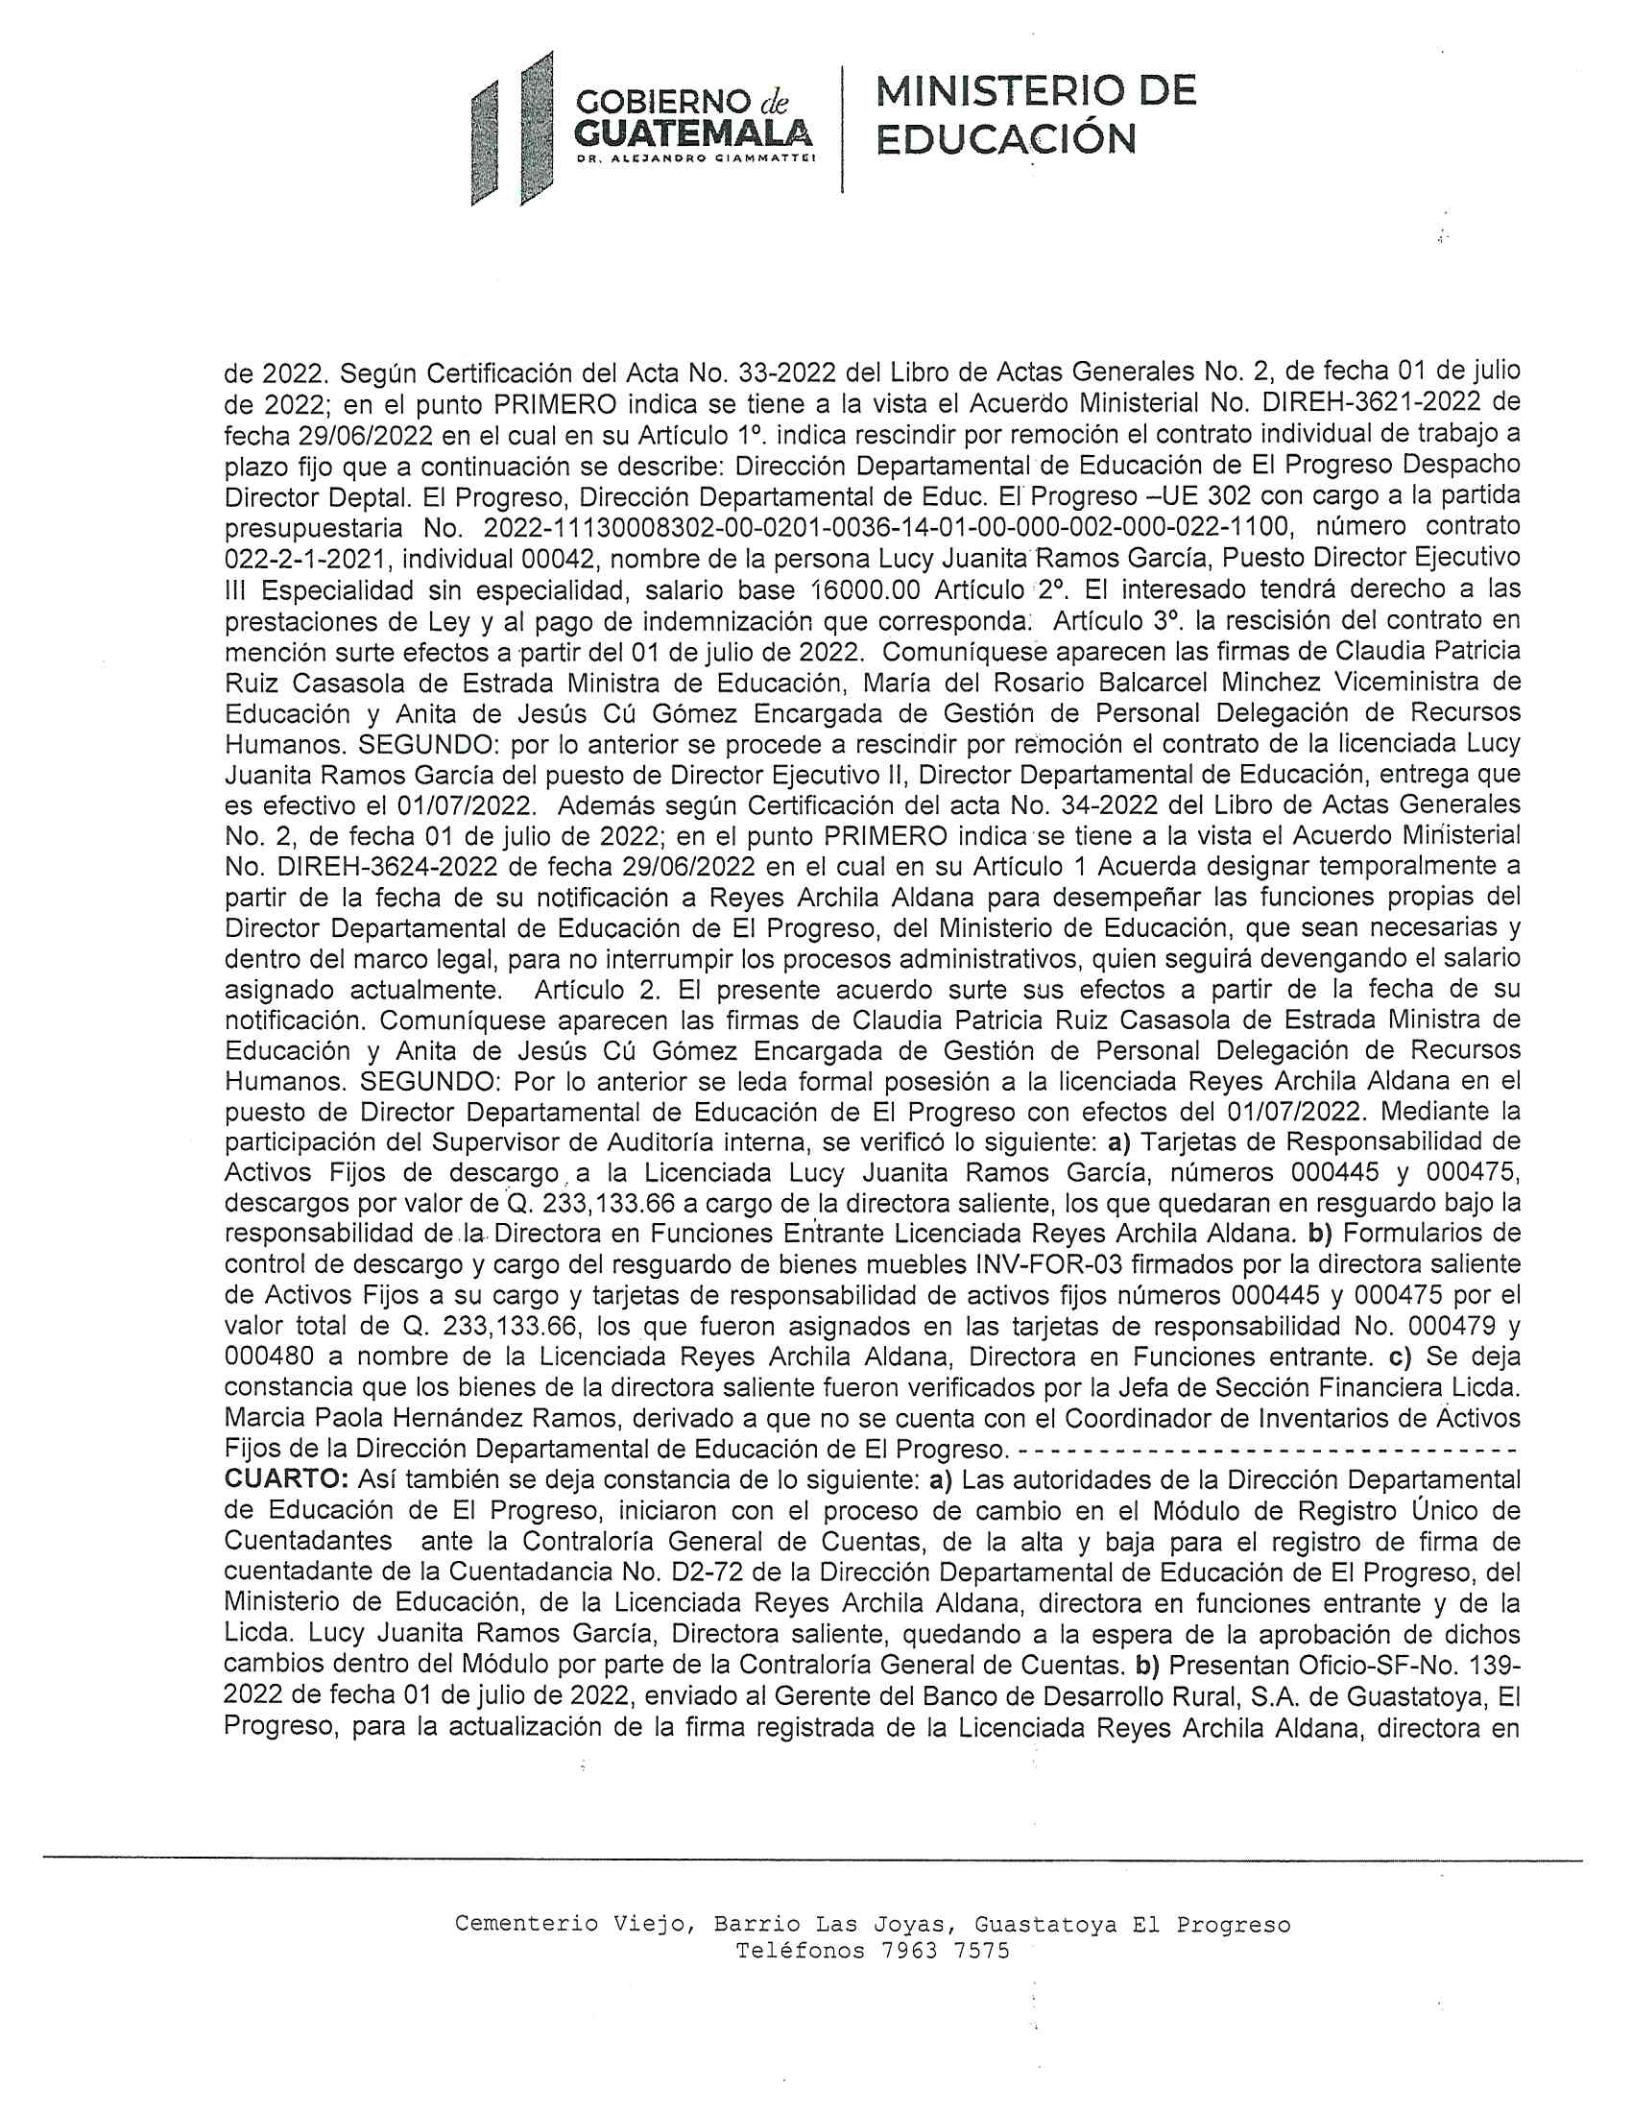 GOBIERNO de
GUATEMALA
DR. ALEJANDRO GIAMMATTEI
MINISTERIO DE
EDUCACIÓN
de 2022. Según Certificación del Acta No. 33-2022 del Libro de Actas Generales No. 2, de fecha 01 de julio
de 2022; en el punto PRIMERO indica se tiene a la vista el Acuerdo Ministerial No. DIREH-3621-2022 de
fecha 29/06/2022 en el cual en su Artículo 1º. indica rescindir por remoción el contrato individual de trabajo a
plazo fijo que a continuación se describe: Dirección Departamental de Educación de El Progreso Despacho
Director Deptal. El Progreso, Dirección Departamental de Educ. El Progreso –UE 302 con cargo a la partida
presupuestaria No. 2022-11130008302-00-0201-0036-14-01-00-000-002-000-022-1100, número contrato
022-2-1-2021, individual 00042, nombre de la persona Lucy Juanita Ramos García, Puesto Director Ejecutivo
III Especialidad sin especialidad, salario base 16000.00 Artículo 2º. El interesado tendrá derecho a las
prestaciones de Ley y al pago de indemnización que corresponda. Artículo 3º. la rescisión del contrato en
mención surte efectos a partir del 01 de julio de 2022. Comuníquese aparecen las firmas de Claudia Patricia
Ruiz Casasola de Estrada Ministra de Educación, María del Rosario Balcarcel Minchez Viceministra de
Educación y Anita de Jesús Cú Gómez Encargada de Gestión de Personal Delegación de Recursos
Humanos. SEGUNDO: por lo anterior se procede a rescindir por remoción el contrato de la licenciada Lucy
Juanita Ramos García del puesto de Director Ejecutivo II, Director Departamental de Educación, entrega que
es efectivo el 01/07/2022. Además según Certificación del acta No. 34-2022 del Libro de Actas Generales
No. 2, de fecha 01 de julio de 2022; en el punto PRIMERO indica se tiene a la vista el Acuerdo Ministerial
No. DIREH-3624-2022 de fecha 29/06/2022 en el cual en su Artículo 1 Acuerda designar temporalmente a
partir de la fecha de su notificación a Reyes Archila Aldana para desempeñar las funciones propias del
Director Departamental de Educación de El Progreso, del Ministerio de Educación, que sean necesarias y
dentro del marco legal, para no interrumpir los procesos administrativos, quien seguirá devengando el salario
asignado actualmente. Artículo 2. El presente acuerdo surte sus efectos a partir de la fecha de su
notificación. Comuníquese aparecen las firmas de Claudia Patricia Ruiz Casasola de Estrada Ministra de
Educación y Anita de Jesús Cú Gómez Encargada de Gestión de Personal Delegación de Recursos
Humanos. SEGUNDO: Por lo anterior se leda formal posesión a la licenciada Reyes Archila Aldana en el
puesto de Director Departamental de Educación de El Progreso con efectos del 01/07/2022. Mediante la
participación del Supervisor de Auditoría interna, se verificó lo siguiente: a) Tarjetas de Responsabilidad de
Activos Fijos de descargo a la Licenciada Lucy Juanita Ramos García, números 000445 y 000475,
descargos por valor de Q. 233,133.66 a cargo de la directora saliente, los que quedaran en resguardo bajo la
responsabilidad de la Directora en Funciones Entrante Licenciada Reyes Archila Aldana. b) Formularios de
control de descargo y cargo del resguardo de bienes muebles INV-FOR-03 firmados por la directora saliente
de Activos Fijos a su cargo y tarjetas de responsabilidad de activos fijos números 000445 y 000475 por el
valor total de Q. 233,133.66, los que fueron asignados en las tarjetas de responsabilidad No. 000479 y
000480 a nombre de la Licenciada Reyes Archila Aldana, Directora en Funciones entrante. c) Se deja
constancia que los bienes de la directora saliente fueron verificados por la Jefa de Sección Financiera Licda.
Marcia Paola Hernández Ramos, derivado a que no se cuenta con el Coordinador de Inventarios de Activos
Fijos de la Dirección Departamental de Educación de El Progreso. - - - - - - - - - - - - - - - - - - - - - - - - - - - - - - -
CUARTO: Así también se deja constancia de lo siguiente: a) Las autoridades de la Dirección Departamental
de Educación de El Progreso, iniciaron con el proceso de cambio en el Módulo de Registro Único de
Cuentadantes ante la Contraloría General de Cuentas, de la alta y baja para el registro de firma de
cuentadante de la Cuentadancia No. D2-72 de la Dirección Departamental de Educación de El Progreso, del
Ministerio de Educación, de la Licenciada Reyes Archila Aldana, directora en funciones entrante y de la
Licda. Lucy Juanita Ramos García, Directora saliente, quedando a la espera de la aprobación de dichos
cambios dentro del Módulo por parte de la Contraloría General de Cuentas. b) Presentan Oficio-SF-No. 139-
2022 de fecha 01 de julio de 2022, enviado al Gerente del Banco de Desarrollo Rural, S.A. de Guastatoya, El
Progreso, para la actualización de la firma registrada de la Licenciada Reyes Archila Aldana, directora en
Cementerio Viejo, Barrio Las Joyas, Guastatoya El Progreso
Teléfonos 7963 7575